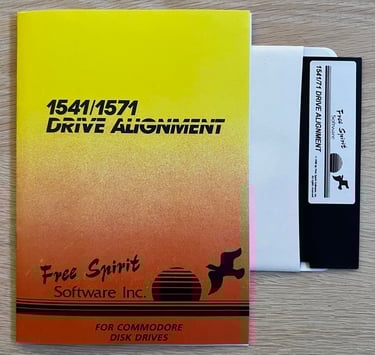 1541/1571
DRIVE ALIGNMENT
Free Spirit
Software Inc.
FOR COMMODORE
DISK DRIVES
1541/71 DRIVE ALIGNMENT
Free Spirit
Software